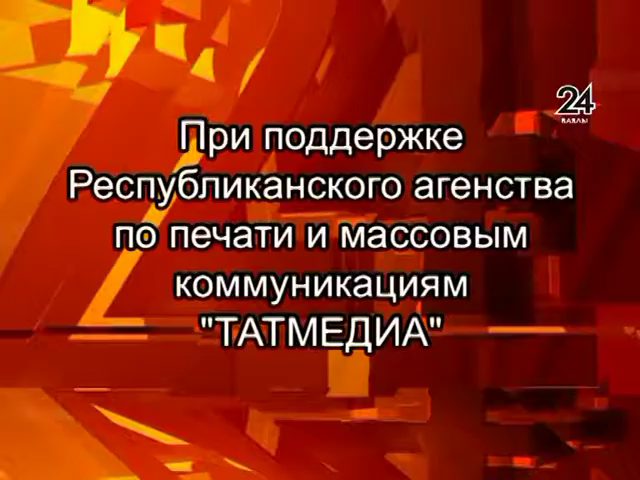 24
При поддержке
Республиканского агенства
по печати и массовым
коммуникациям
"ТАТМЕДИА"